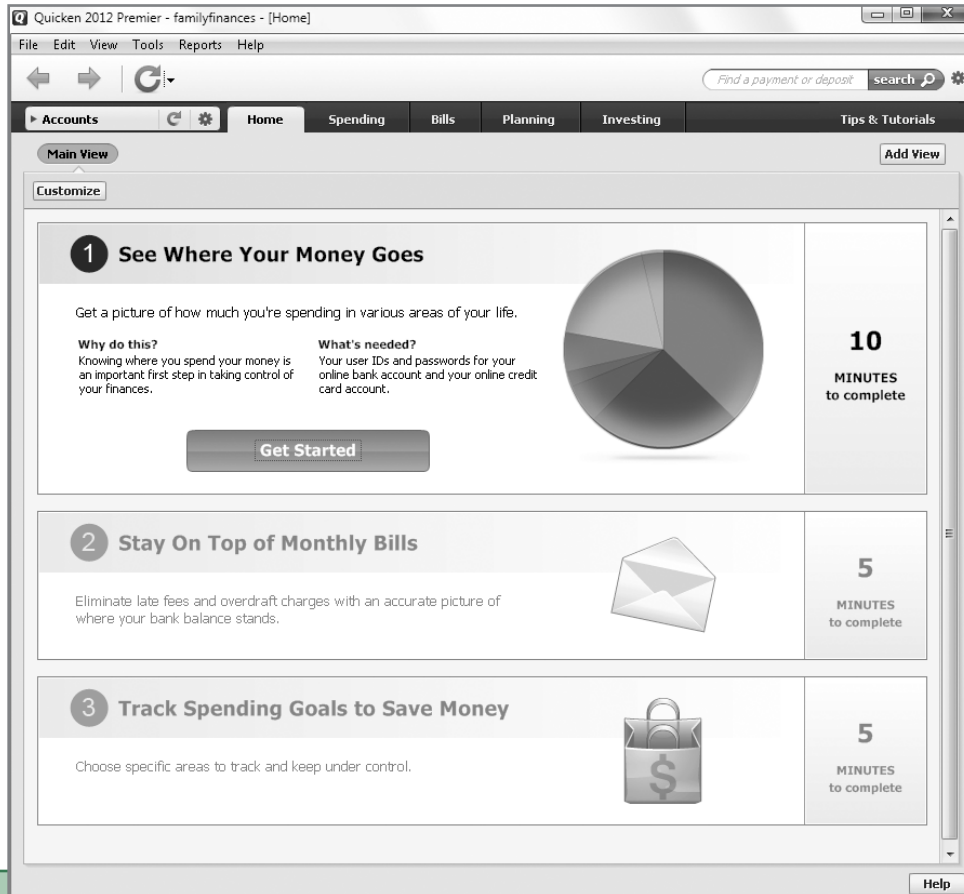 Quicken 2012 Premier - familyfinances - [Home]
File Edit View Tools Reports Help
Find a payment or deposit search
Accounts Home Spending Bills Planning Investing Tips & Tutorials
Main View Add View
Customize
1 See Where Your Money Goes
Get a picture of how much you're spending in various areas of your life.
Why do this?
Knowing where you spend your money is
an important first step in taking control of
your finances.
What's needed?
Your user IDs and passwords for your
online bank account and your online credit
card account.
Get Started
10
MINUTES
to complete
2 Stay On Top of Monthly Bills
Eliminate late fees and overdraft charges with an accurate picture of
where your bank balance stands.
5
MINUTES
to complete
3 Track Spending Goals to Save Money
Choose specific areas to track and keep under control.
$
5
MINUTES
to complete
Help